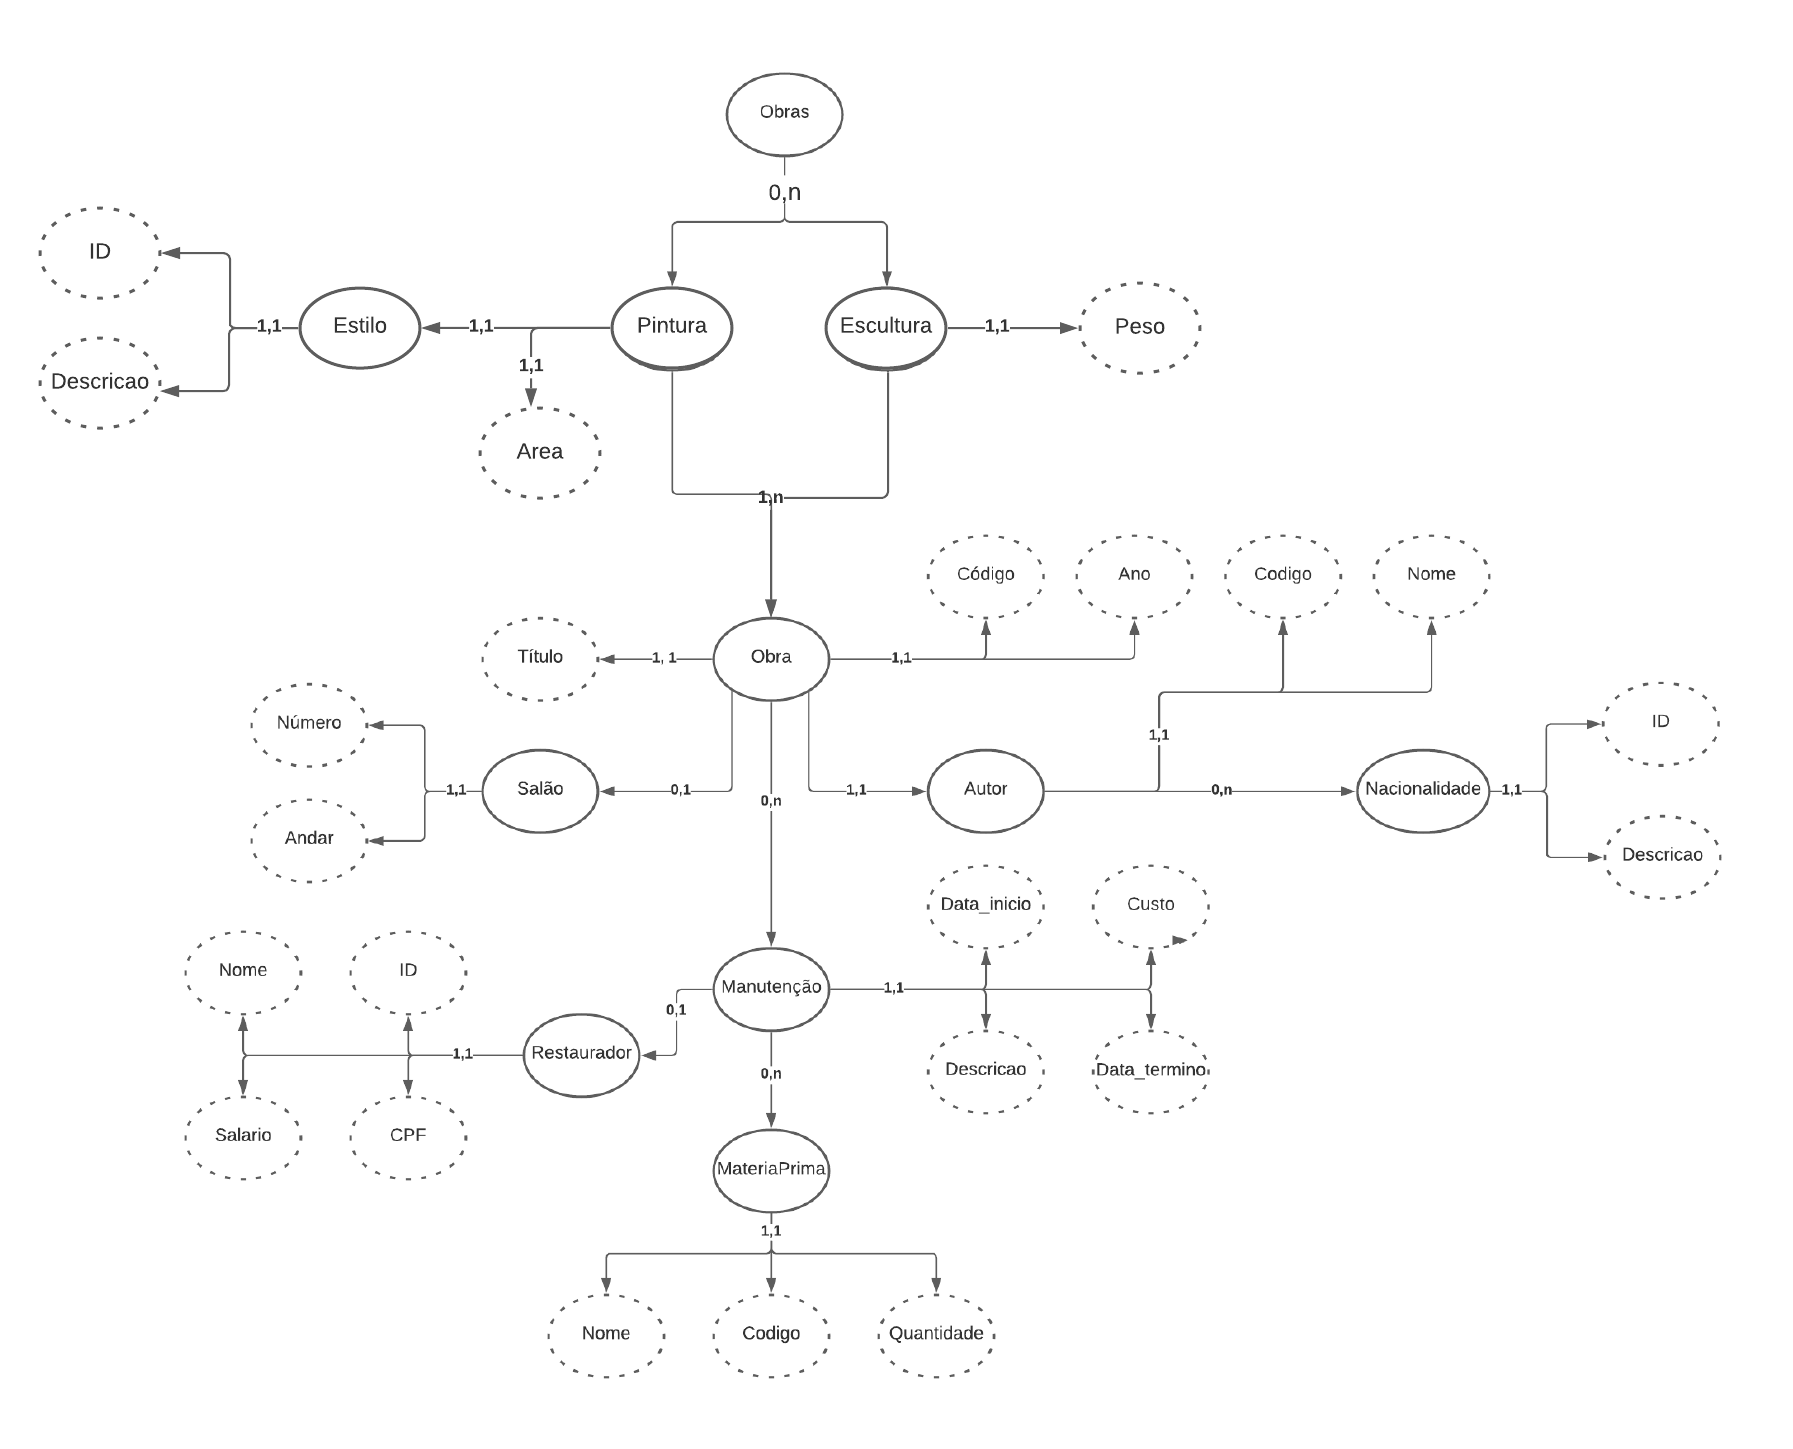 Obras
0,n
ID
Descricao
1,1
Estilo
1,1
1,1
Area
Pintura
Escultura
1,1
Peso
1,n
Código
Ano
Codigo
Nome
Título
1, 1
Obra
1,1
Número
Andar
1,1
Salão
0,1
0,n
1,1
Autor
1,1
0,n
Nacionalidade
1,1
ID
Descricao
Data_inicio
Custo
Nome
ID
Manutenção
1,1
0,1
Restaurador
1,1
Salario
CPF
0,n
Descricao
Data_termino
MateriaPrima
1,1
Nome
Codigo
Quantidade